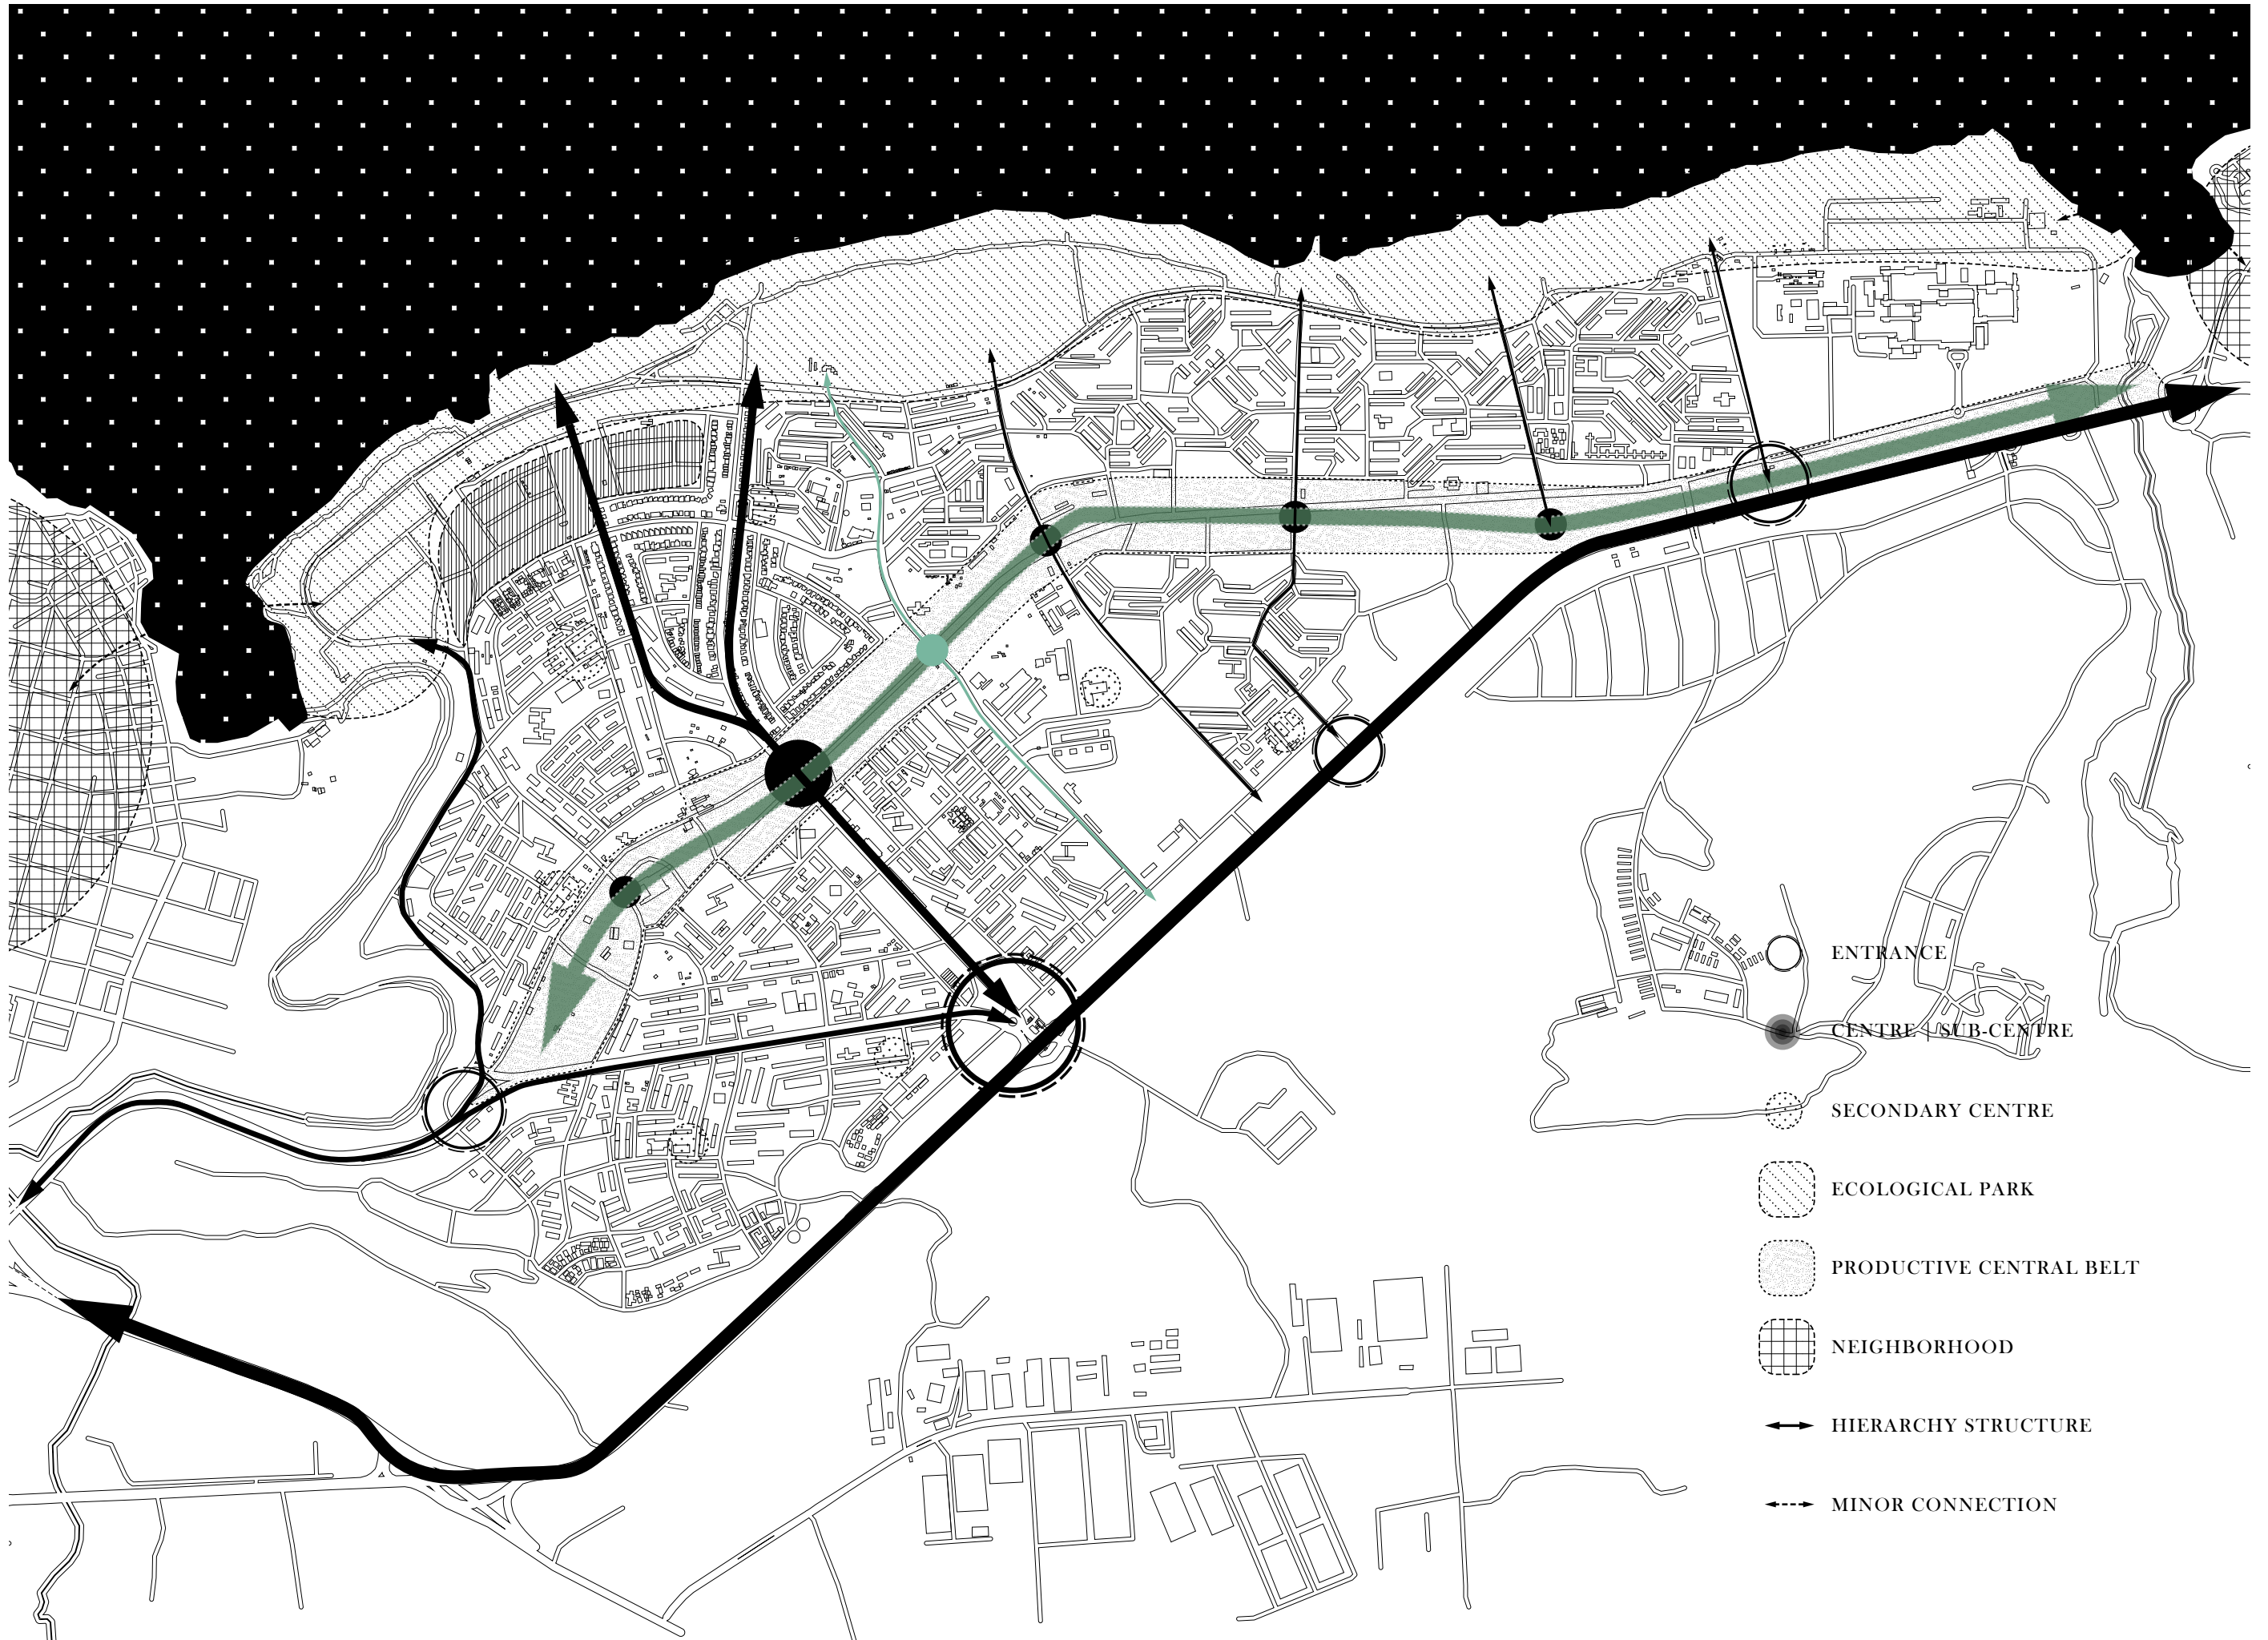 ENTRANCE
CENTRE | SUB-CENTRE
SECONDARY CENTRE
ECOLOGICAL PARK
PRODUCTIVE CENTRAL BELT
NEIGHBORHOOD
HIERARCHY STRUCTURE
MINOR CONNECTION